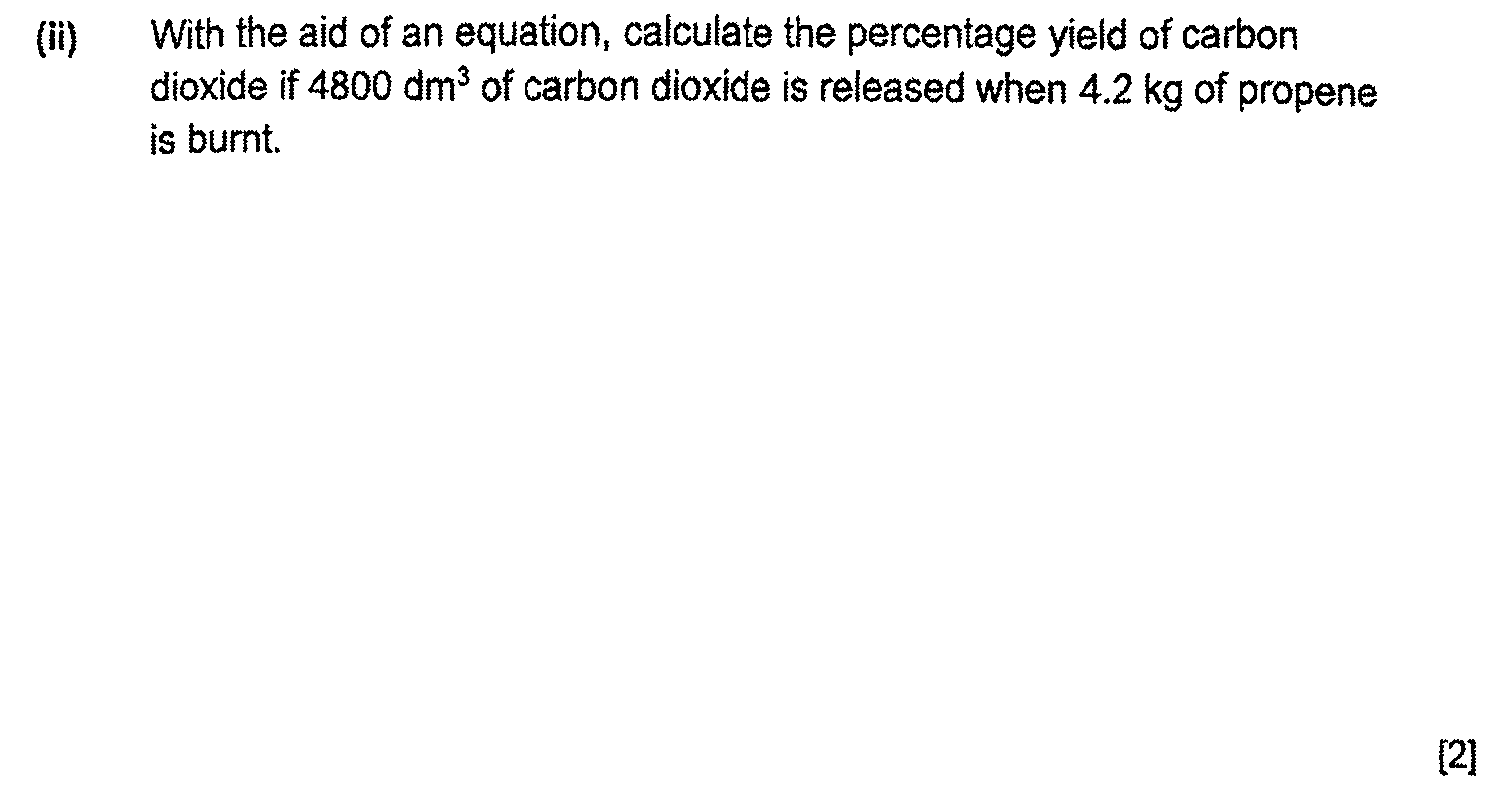 (ii) With the aid of an equation, calculate the percentage yield of carbon
dioxide if 4800 dm³ of carbon dioxide is released when 4.2 kg of propene
is burnt.
[2]